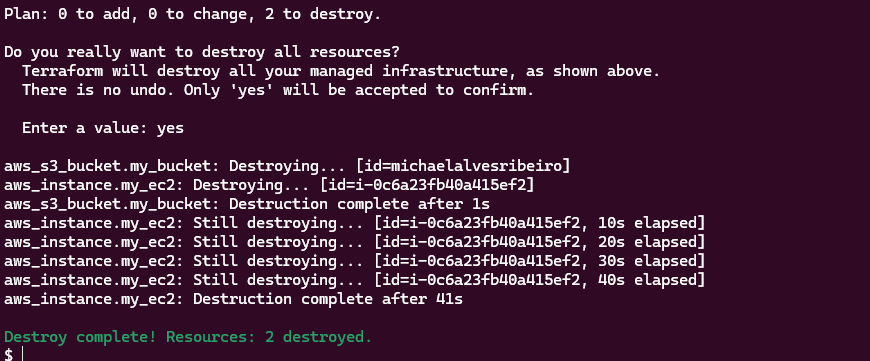 Plan: 0 to add, 0 to change, 2 to destroy.
Do you really want to destroy all resources?
Terraform will destroy all your managed infrastructure, as shown above.
There is no undo. Only 'yes' will be accepted to confirm.
Enter a value: yes
aws_s3_bucket.my_bucket: Destroying... [id=michaelalvesribeiro]
aws_instance.my_ec2: Destroying... [id=i-0c6a23fb40a415ef2]
aws_s3_bucket.my_bucket: Destruction complete after 1s
aws_instance.my_ec2: Still destroying... [id=i-0c6a23fb40a415ef2, 10s elapsed]
aws_instance.my_ec2: Still destroying... [id=i-0c6a23fb40a415ef2, 20s elapsed]
aws_instance.my_ec2: Still destroying... [id=i-0c6a23fb40a415ef2, 30s elapsed]
aws_instance.my_ec2: Still destroying... [id=i-0c6a23fb40a415ef2, 40s elapsed]
aws_instance.my_ec2: Destruction complete after 41s
Destroy complete! Resources: 2 destroyed.
$